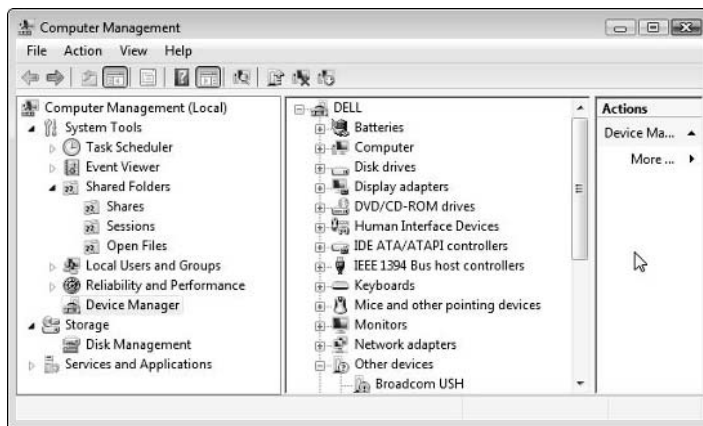 Computer Management
File Action View Help
Computer Management (Local)
System Tools
Task Scheduler
Event Viewer
Shared Folders
Shares
Sessions
Open Files
Local Users and Groups
Reliability and Performance
Device Manager
Storage
Disk Management
Services and Applications
DELL
Batteries
Computer
Disk drives
Display adapters
DVD/CD-ROM drives
Human Interface Devices
IDE ATA/ATAPI controllers
IEEE 1394 Bus host controllers
Keyboards
Mice and other pointing devices
Monitors
Network adapters
Other devices
Broadcom USH
Actions
Device Ma...
More ...